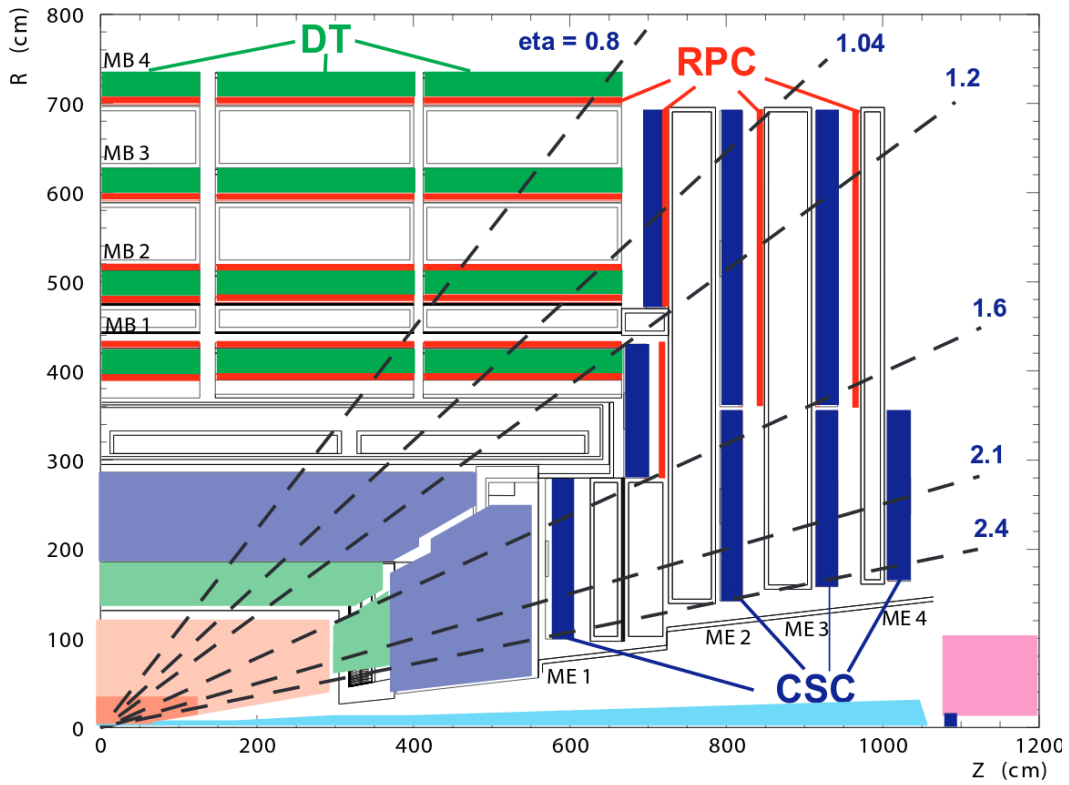 R (cm)
800
700
600
500
400
300
200
100
0
0
200
400
600
800
1000
1200
Z (cm)
DT
RPC
CSC
eta = 0.8
1.04
1.2
1.6
2.1
2.4
MB 4
MB 3
MB 2
MB 1
ME 1
ME 2
ME 3
ME 4